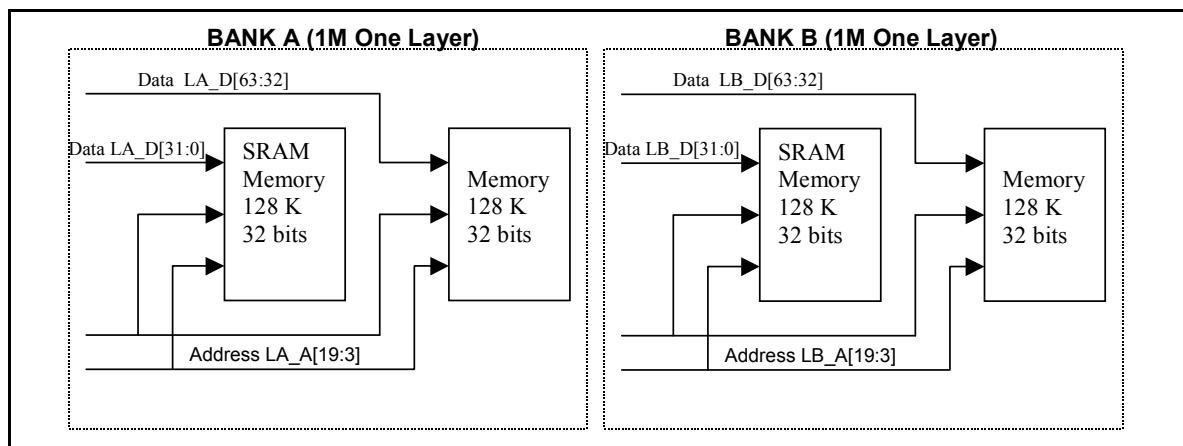 BANK A (1M One Layer)
Data LA_D[63:32]
Data LA_D[31:0]
SRAM
Memory
128 K
32 bits
Memory
128 K
32 bits
Address LA_A[19:3]
BANK B (1M One Layer)
Data LB_D[63:32]
Data LB_D[31:0]
SRAM
Memory
128 K
32 bits
Memory
128 K
32 bits
Address LB_A[19:3]